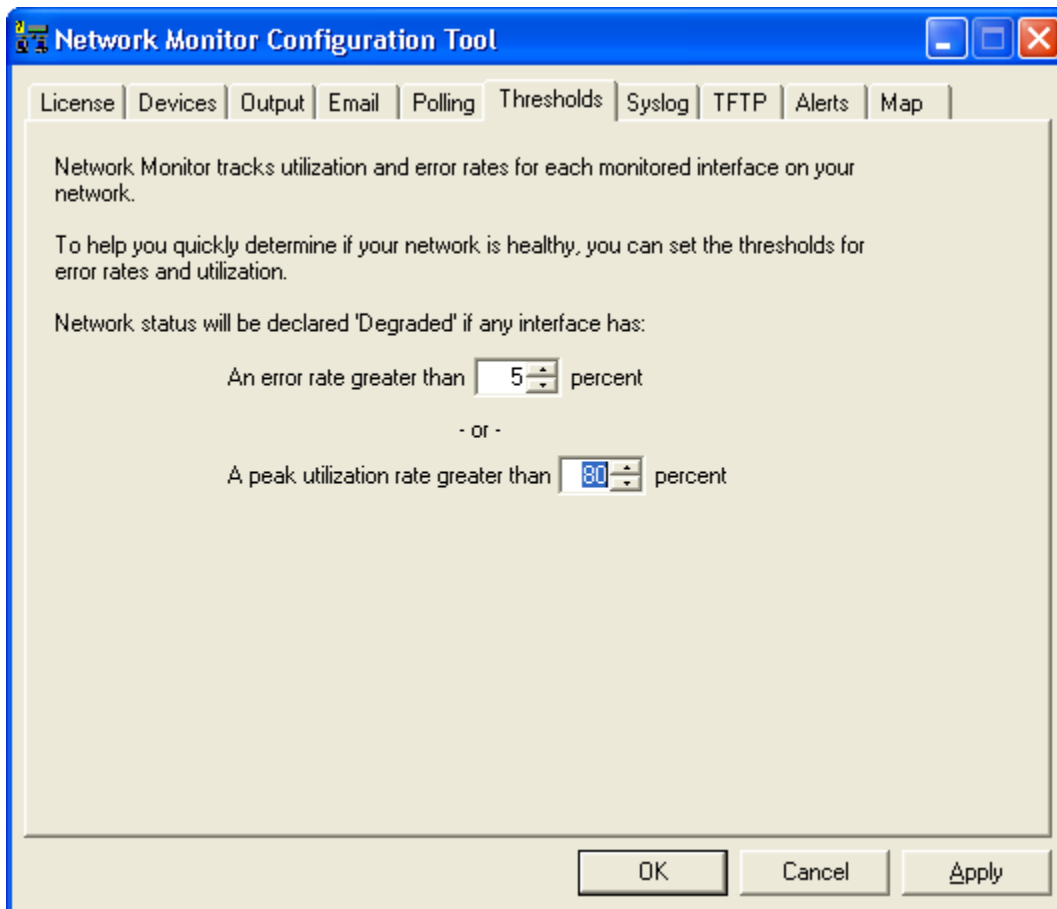 Network Monitor Configuration Tool
License Devices Output Email Polling Thresholds Syslog TFTP Alerts Map
Network Monitor tracks utilization and error rates for each monitored interface on your
network.
To help you quickly determine if your network is healthy, you can set the thresholds for
error rates and utilization.
Network status will be declared 'Degraded' if any interface has:
An error rate greater than 5 percent
- or -
A peak utilization rate greater than 80 percent
OK Cancel Apply